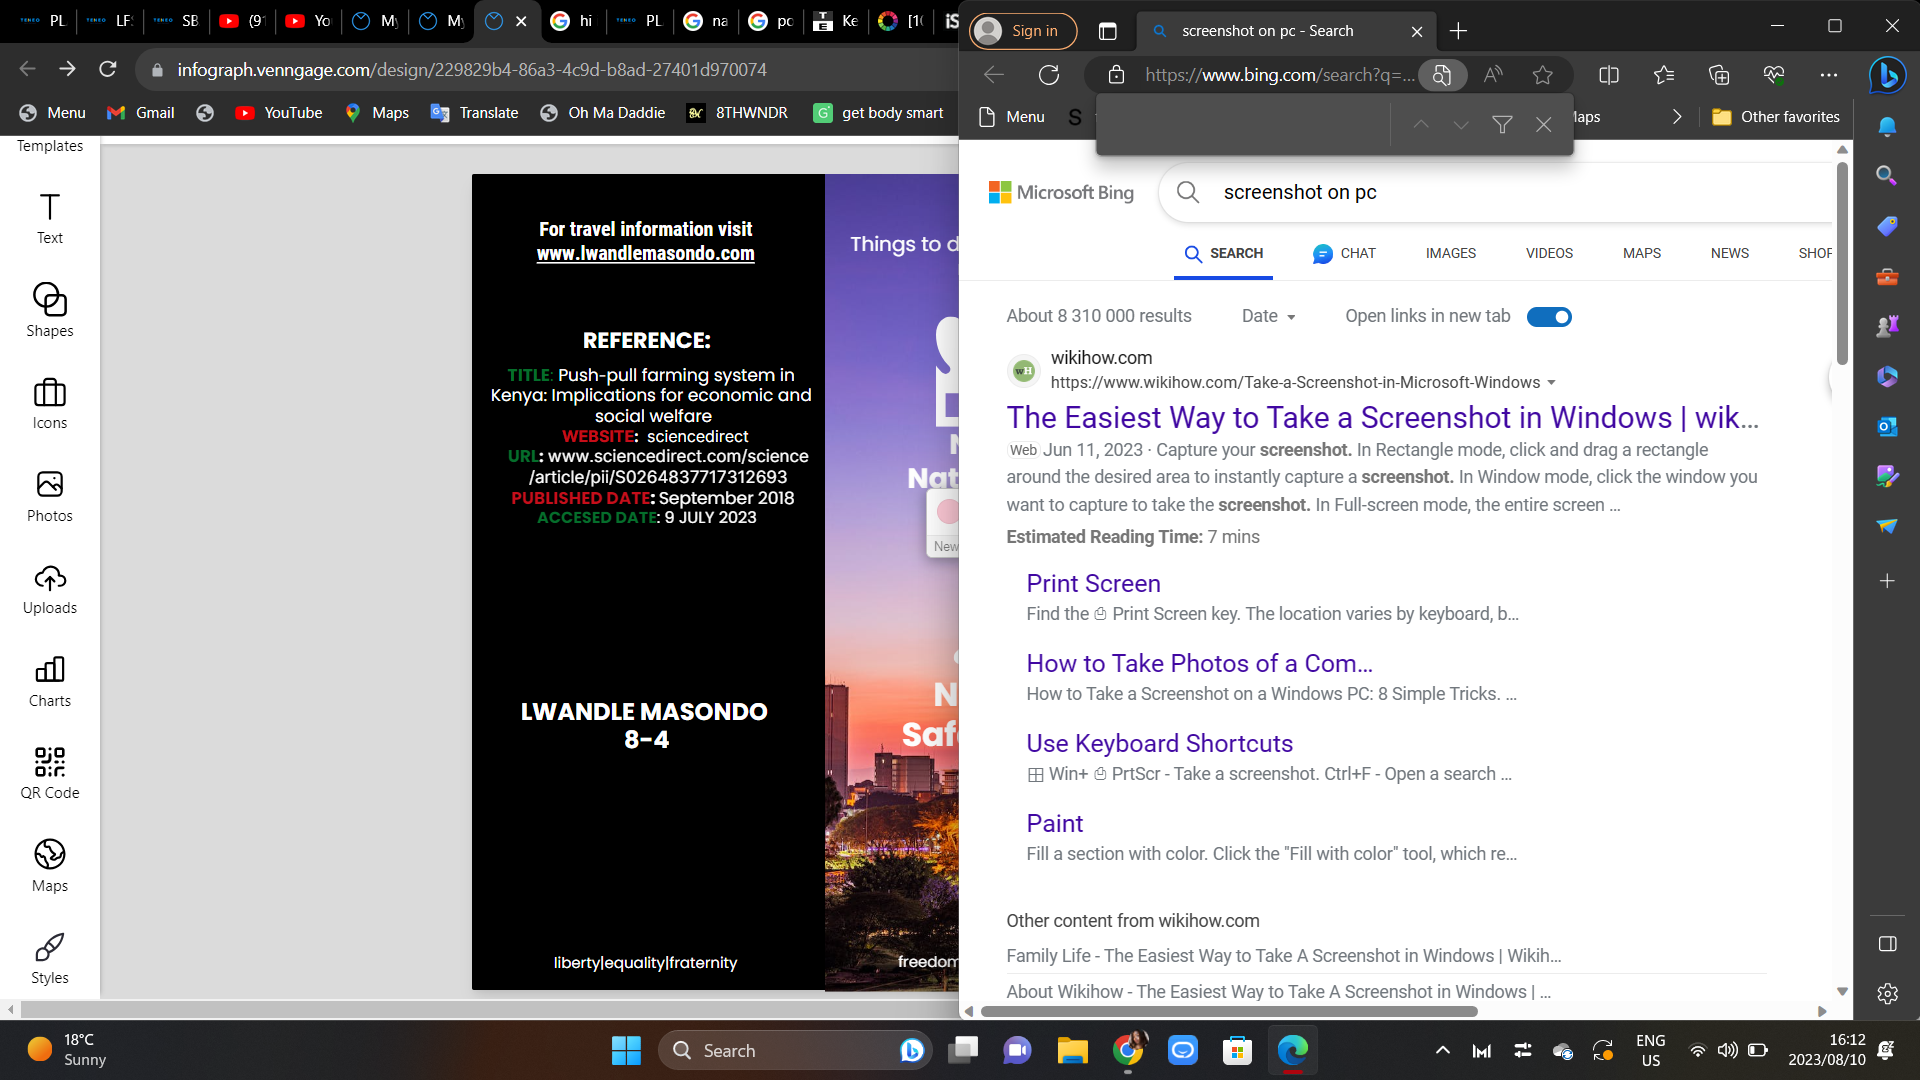 PL
LFS
SB
(9
Yo
My
My
hi
PL
na
po
Ke
[1(
iS
infograph.venngage.com/design/229829b4-86a3-4c9d-b8ad-27401d970074
Menu
Gmail
YouTube
Maps
Translate
Oh Ma Daddie
8THWNDR
get body smart
Templates
Text
Shapes
Icons
Photos
Uploads
Charts
QR Code
Maps
Styles
For travel information visit
www.lwandlemasondo.com
REFERENCE:
TITLE: Push-pull farming system in
Kenya: Implications for economic and
social welfare
WEBSITE: sciencedirect
URL: www.sciencedirect.com/science
/article/pii/S0264837717312693
PUBLISHED DATE: September 2018
ACCESED DATE: 9 JULY 2023
LWANDLE MASONDO
8-4
liberty|equality|fraternity
Things to d
N
Nat
New
N
Safa
freedom
Sign in
screenshot on pc - Search
https://www.bing.com/search?q=...
Menu
S
Maps
Other favorites
Microsoft Bing
screenshot on pc
SEARCH
CHAT
IMAGES
VIDEOS
MAPS
NEWS
SHOP
About 8 310 000 results
Date
Open links in new tab
wikihow.com
https://www.wikihow.com/Take-a-Screenshot-in-Microsoft-Windows
The Easiest Way to Take a Screenshot in Windows | wik...
Web Jun 11, 2023 · Capture your screenshot. In Rectangle mode, click and drag a rectangle
around the desired area to instantly capture a screenshot. In Window mode, click the window you
want to capture to take the screenshot. In Full-screen mode, the entire screen ...
Estimated Reading Time: 7 mins
Print Screen
Find the ⎙ Print Screen key. The location varies by keyboard, b...
How to Take Photos of a Com...
How to Take a Screenshot on a Windows PC: 8 Simple Tricks. ...
Use Keyboard Shortcuts
⊞ Win+ ⎙ PrtScr - Take a screenshot. Ctrl+F - Open a search ...
Paint
Fill a section with color. Click the "Fill with color" tool, which re...
Other content from wikihow.com
Family Life - The Easiest Way to Take A Screenshot in Windows | Wikih...
About Wikihow - The Easiest Way to Take A Screenshot in Windows | ...
18°C
Sunny
Search
ENG
US
16:12
2023/08/10